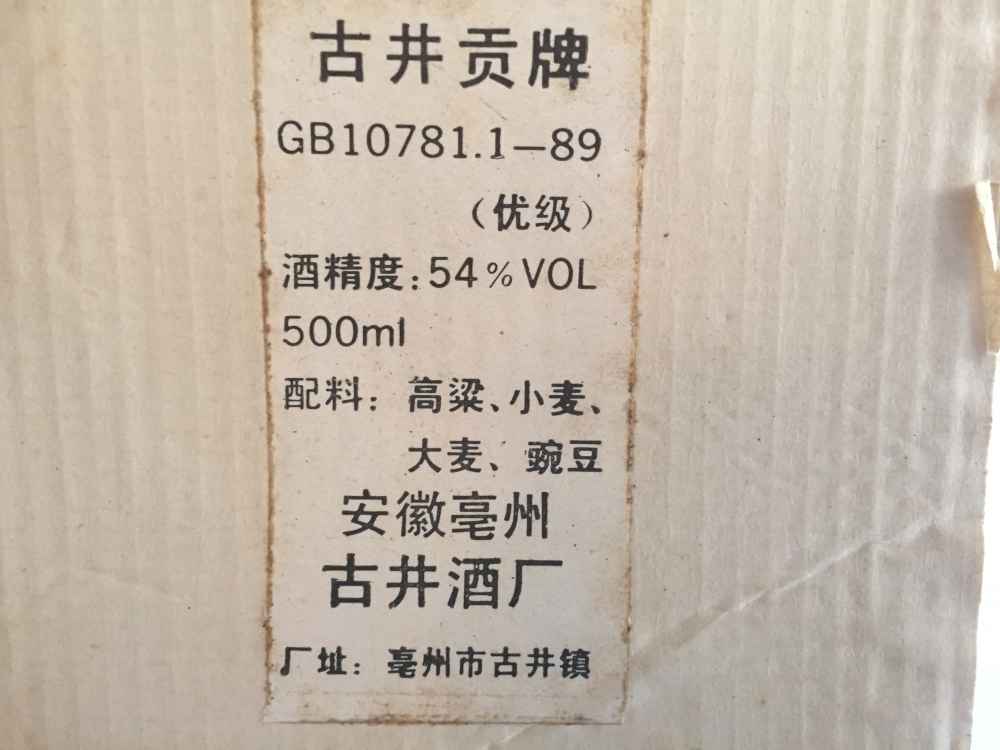 古井贡牌
GB10781.1—89
（优级）
酒精度：54%VOL
500ml
配料：高粱、小麦、
大麦、豌豆
安徽亳州
古井酒厂
厂址：亳州市古井镇